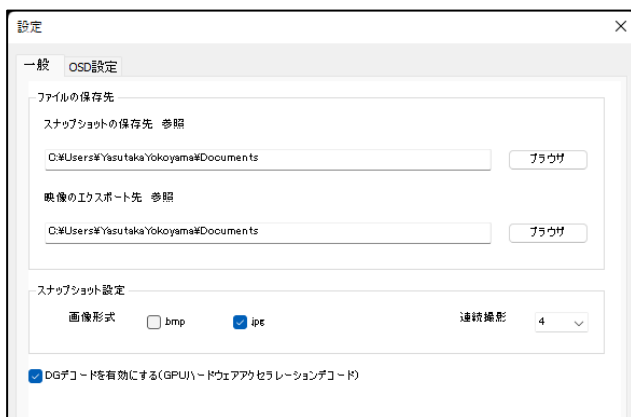 設定
一般 OSD設定
ファイルの保存先
スナップショットの保存先 参照
C:¥Users¥YasutakaYokoyama¥Documents ブラウザ
映像のエクスポート先 参照
C:¥Users¥YasutakaYokoyama¥Documents ブラウザ
スナップショット設定
画像形式 bmp jpg 連続撮影 4
DGデコードを有効にする(GPUハードウェアアクセラレーションデコード)